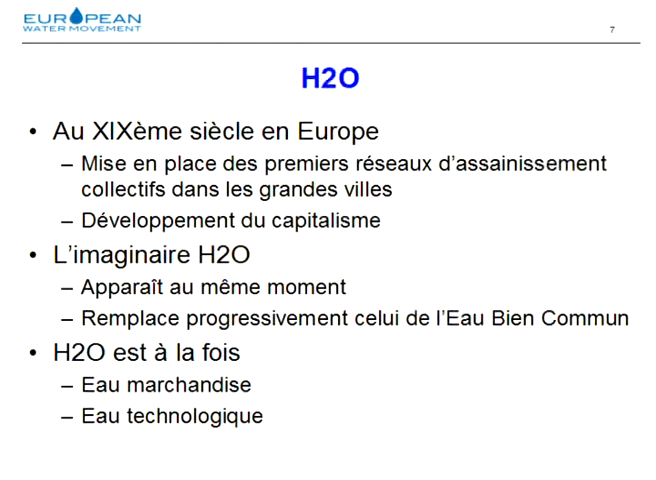 EUROPEAN
WATER MOVEMENT
7
H2O
• Au XIXème siècle en Europe
– Mise en place des premiers réseaux d'assainissement
collectifs dans les grandes villes
– Développement du capitalisme
• L'imaginaire H2O
– Apparaît au même moment
– Remplace progressivement celui de l'Eau Bien Commun
• H2O est à la fois
– Eau marchandise
– Eau technologique